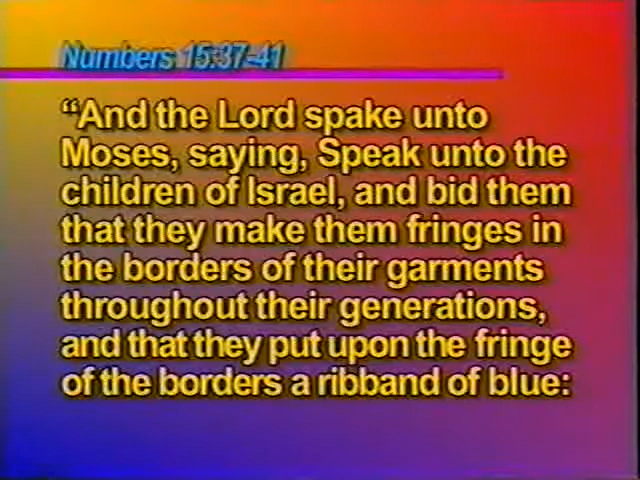 Numbers 15:37-41
“And the Lord spake unto
Moses, saying, Speak unto the
children of Israel, and bid them
that they make them fringes in
the borders of their garments
throughout their generations,
and that they put upon the fringe
of the borders a ribband of blue: